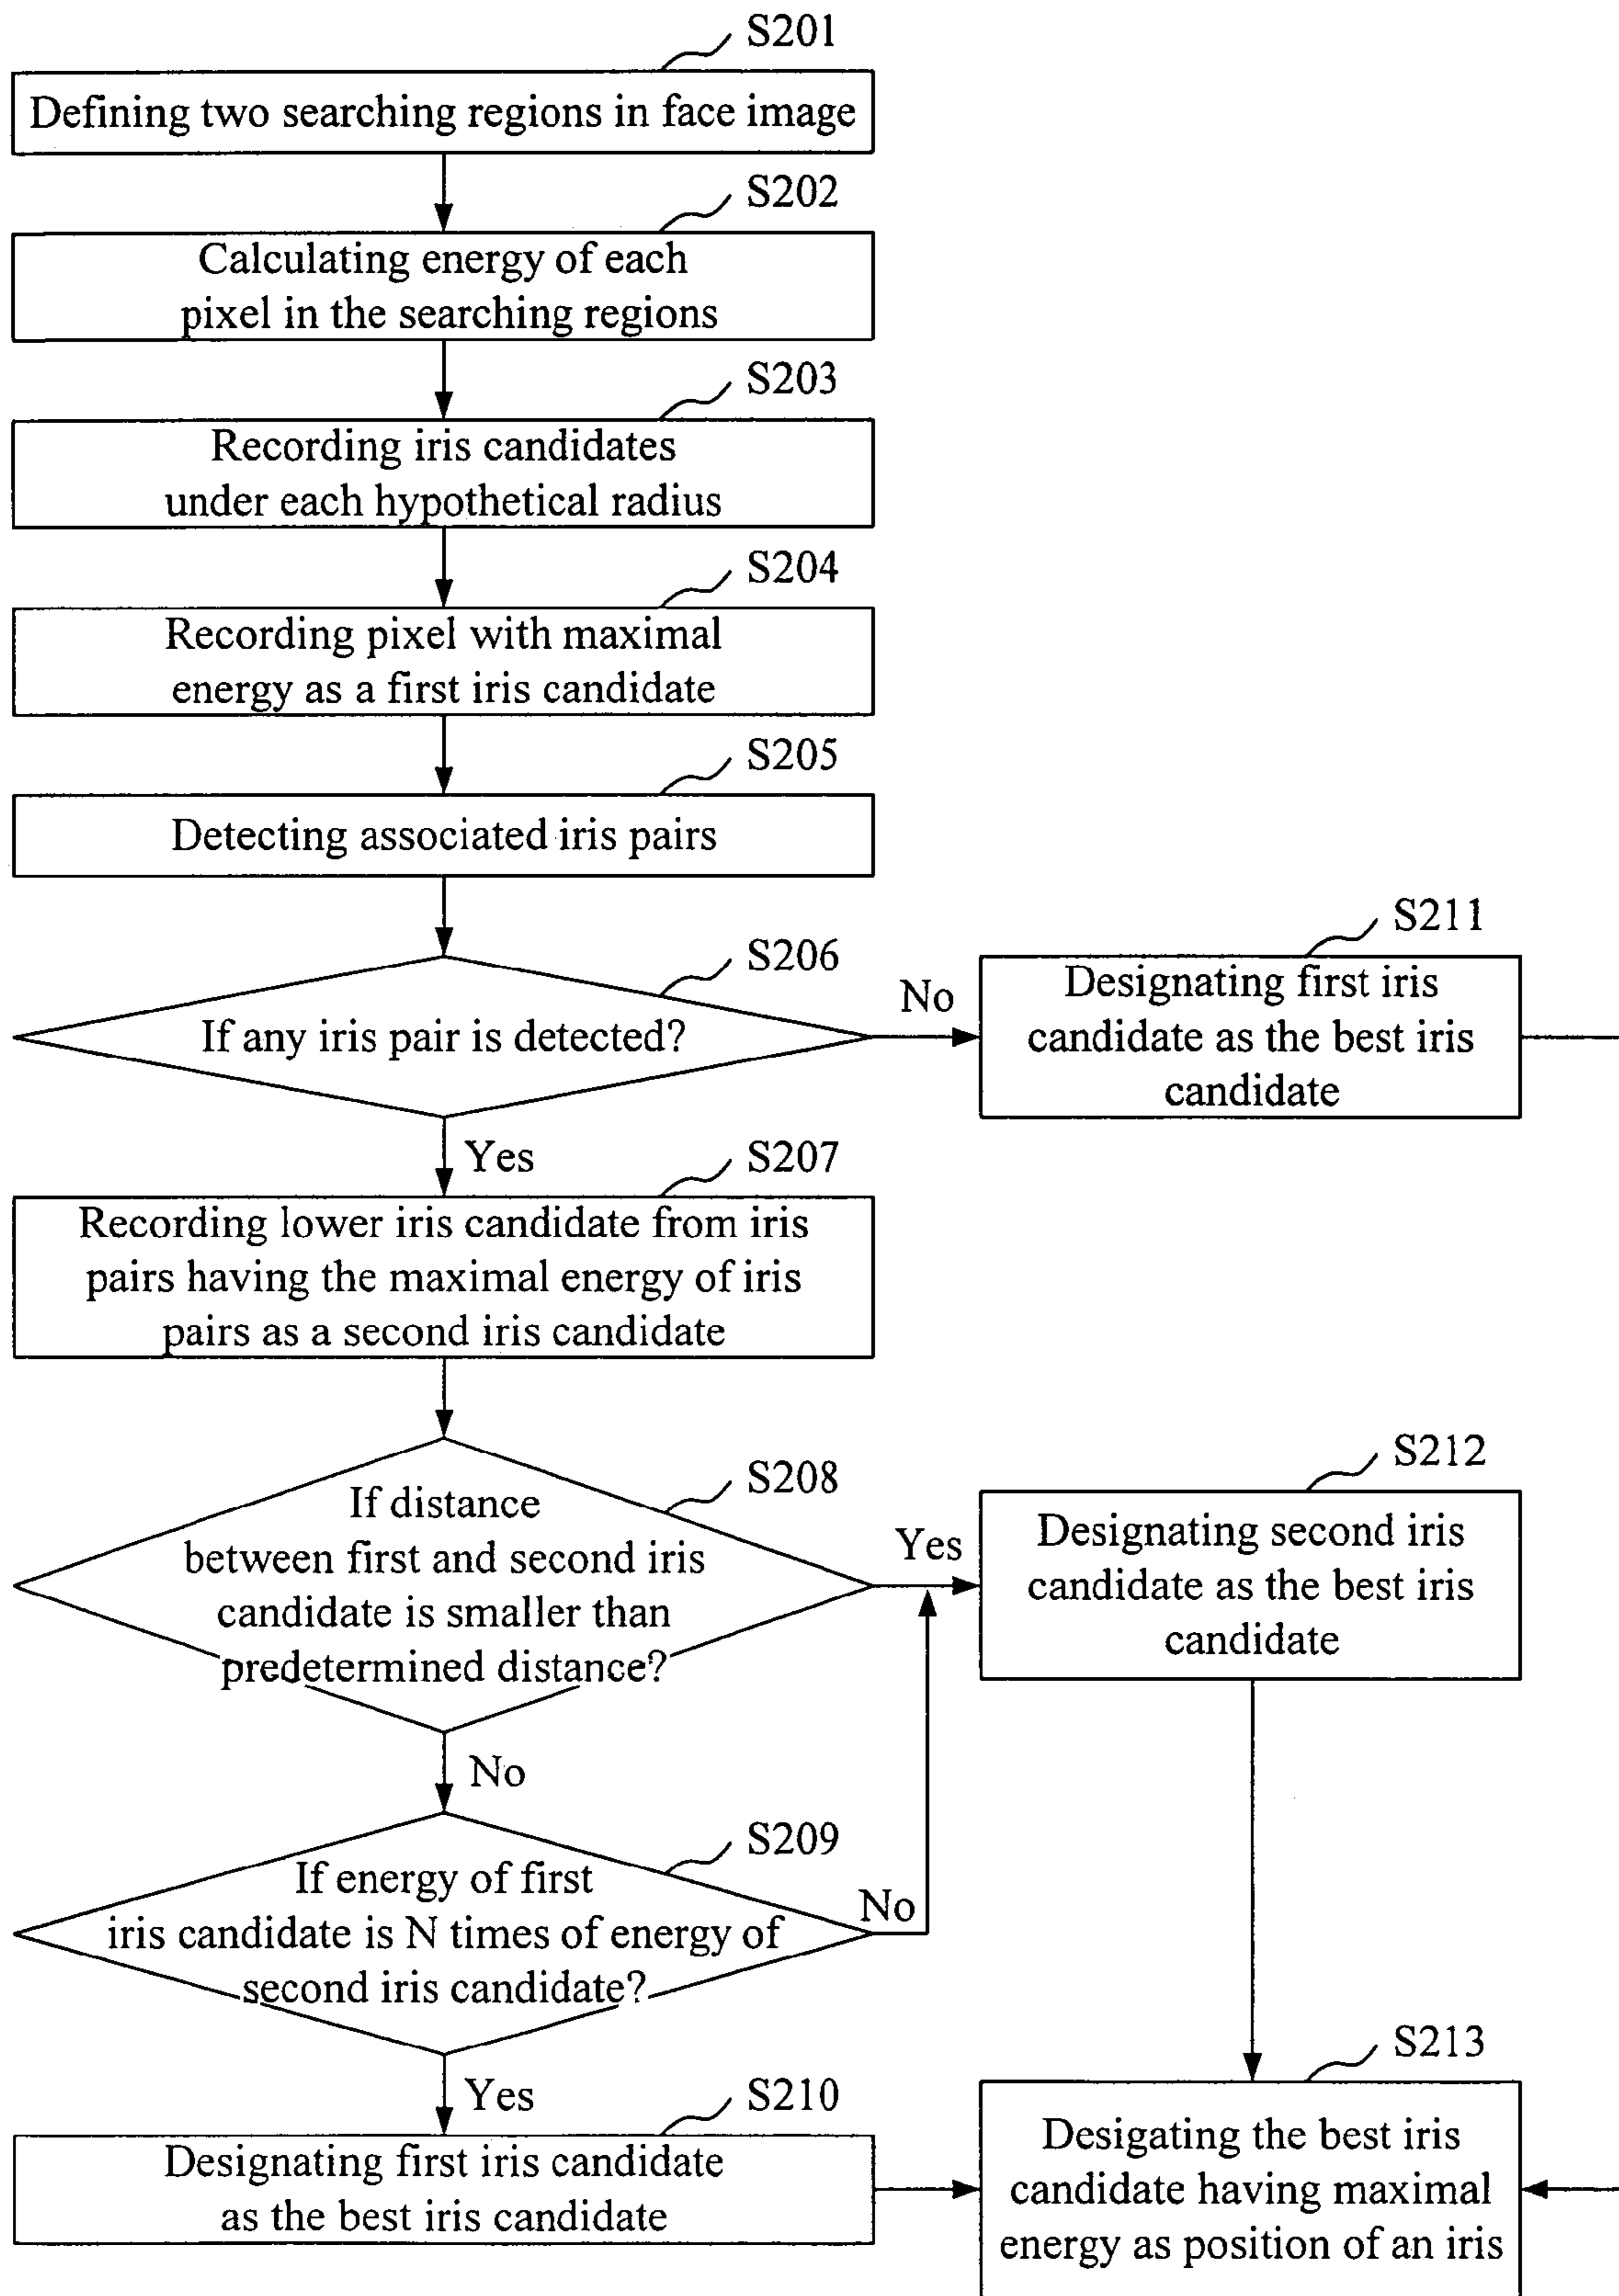 S201
Defining two searching regions in face image
S202
Calculating energy of each
pixel in the searching regions
S203
Recording iris candidates
under each hypothetical radius
S204
Recording pixel with maximal
energy as a first iris candidate
S205
Detecting associated iris pairs
S206
If any iris pair is detected?
No
S211
Designating first iris
candidate as the best iris
candidate
Yes
S207
Recording lower iris candidate from iris
pairs having the maximal energy of iris
pairs as a second iris candidate
S208
If distance
between first and second iris
candidate is smaller than
predetermined distance?
Yes
S212
Designating second iris
candidate as the best iris
candidate
No
S209
If energy of first
iris candidate is N times of energy of
second iris candidate?
No
Yes
S210
Designating first iris candidate
as the best iris candidate
S213
Desigating the best iris
candidate having maximal
energy as position of an iris